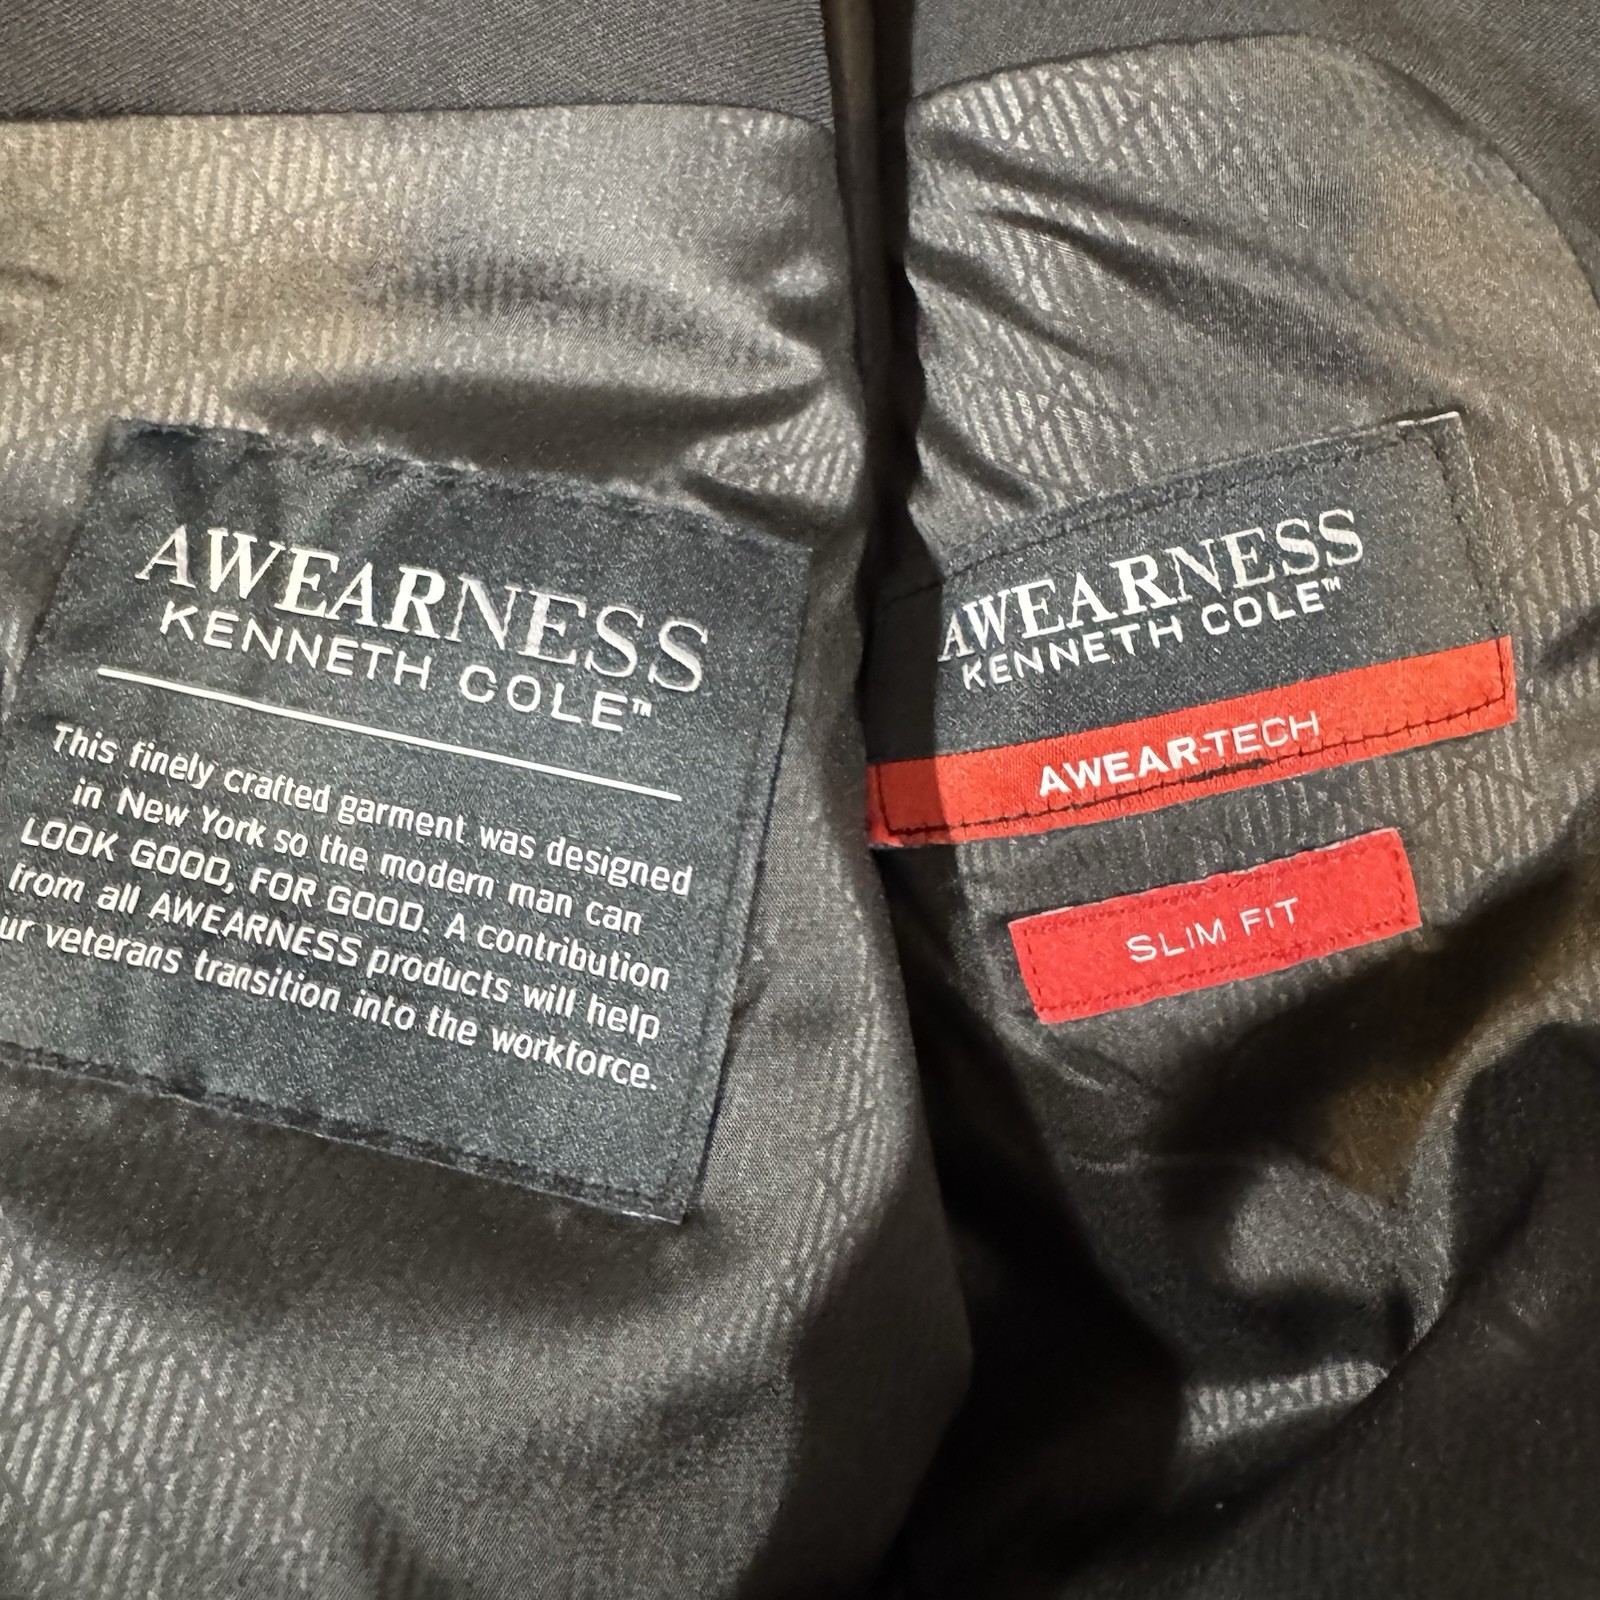 AWEARNESS
KENNETH COLE™
This finely crafted garment was designed
in New York so the modern man can
LOOK GOOD, FOR GOOD. A contribution
from all AWEARNESS products will help
ur veterans transition into the workforce.
AWEARNESS
KENNETH COLE™
AWEAR-TECH
SLIM FIT